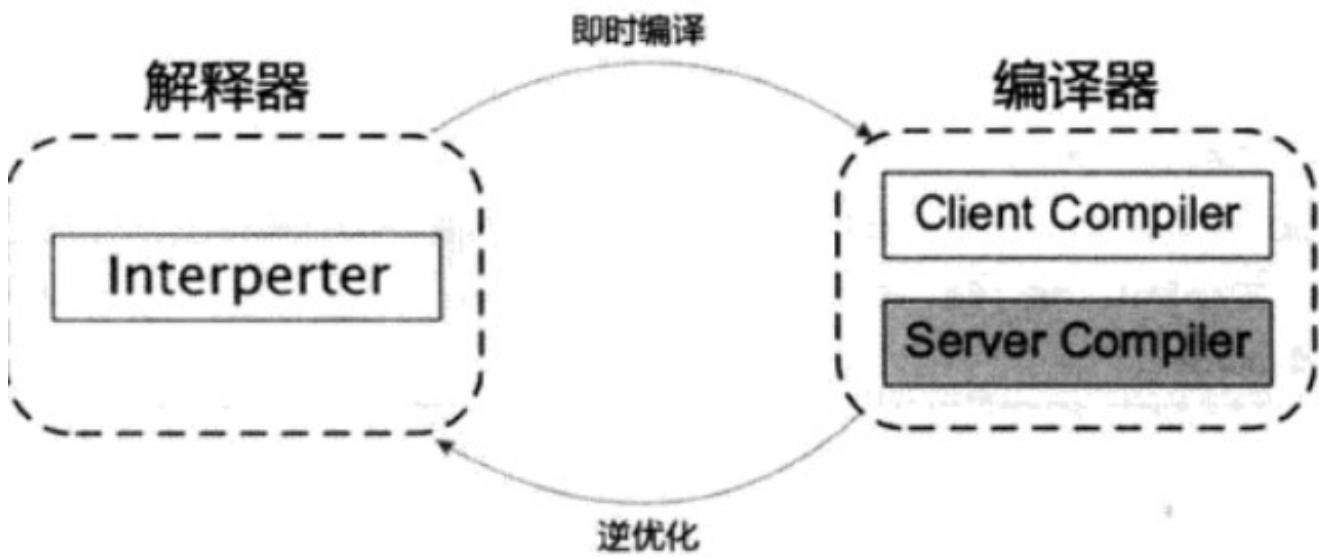 即时编译
解释器
编译器
Interperter
Client Compiler
Server Compiler
逆优化